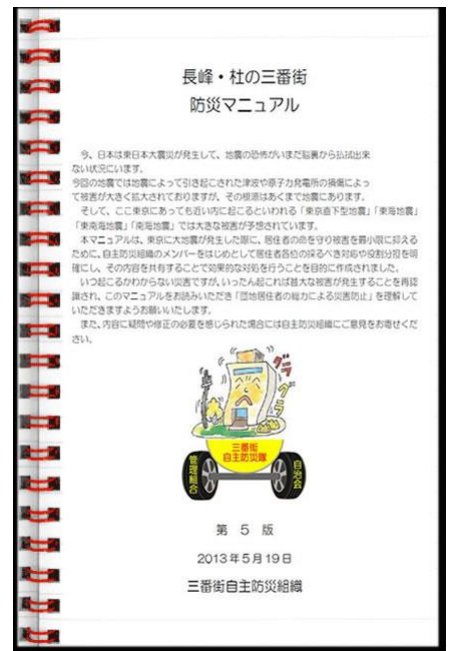 長峰・杜の三番街
防災マニュアル
今、日本は東日本大震災が発生して、地震の恐怖がいまだ脳裏から払拭出来
ない状況にいます。
今回の地震では地震によって引き起こされた津波や原子力発電所の損傷によっ
て被害が大きく拡大されておりますが、その根源はあくまで地震にあります。
そして、ここ東京にあっても近い内に起こるといわれる「東京直下型地震」「東海地震」
「東南海地震」「南海地震」では大きな被害が予想されています。
本マニュアルは、東京に大地震が発生した際に、居住者の命を守り被害を最小限に抑える
ために、自主防災組織のメンバーをはじめとして居住者各位の採るべき対応や役割分担を明
確にし、その内容を共有することで効果的な対処を行うことを目的に作成されました。
いつ起こるかわからない災害ですが、いったん起これば甚大な被害が発生することを再認
識され、このマニュアルをお読みいただき「団地居住者の総力による災害防止」を理解して
いただきますようお願いいたします。
また、内容に疑問や修正の必要を感じられた場合には自主防災組織にご意見をお寄せくだ
さい。
グラ
グラ
三番街
自主防災隊
管理組合
自治会
第 5 版
2013年5月19日
三番街自主防災組織